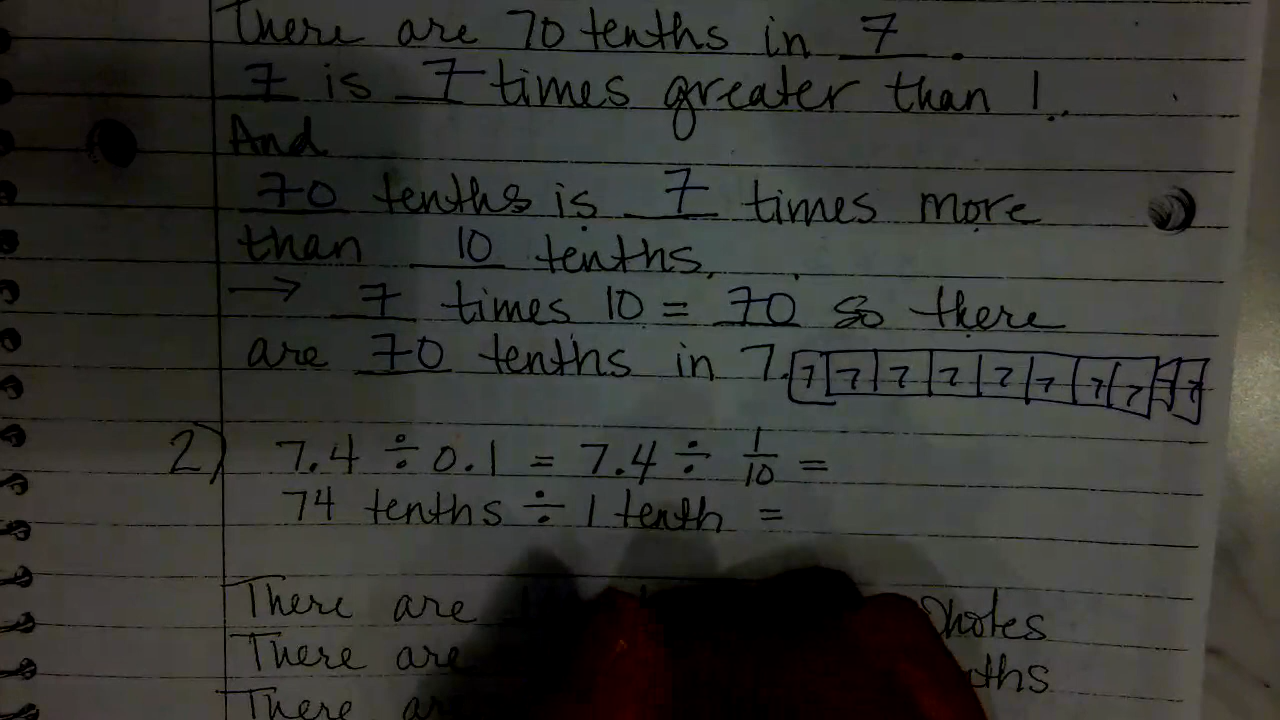 There are 70 tenths in 7.
7 is 7 times greater than 1.
And
70 tenths is 7 times more
than 10 tenths.
→ 7 times 10 = 70 so there
are 70 tenths in 7. 7 7 7 7 7 7 7 7 7 7
2) 7.4 ÷ 0.1 = 7.4 ÷ 1/10 =
74 tenths ÷ 1 tenth =
There are
There are
There